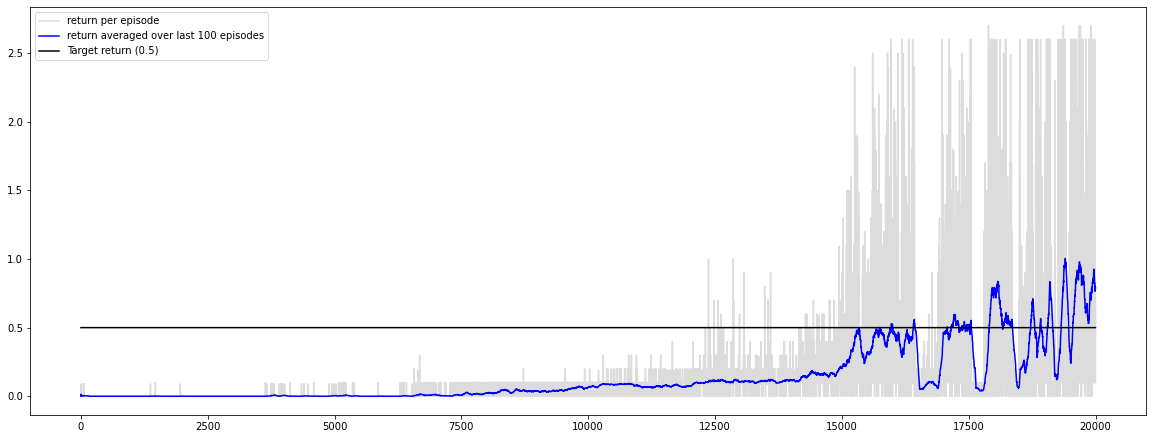 return per episode
return averaged over last 100 episodes
Target return (0.5)
2.5
2.0
1.5
1.0
0.5
0.0
0 2500 5000 7500 10000 12500 15000 17500 20000